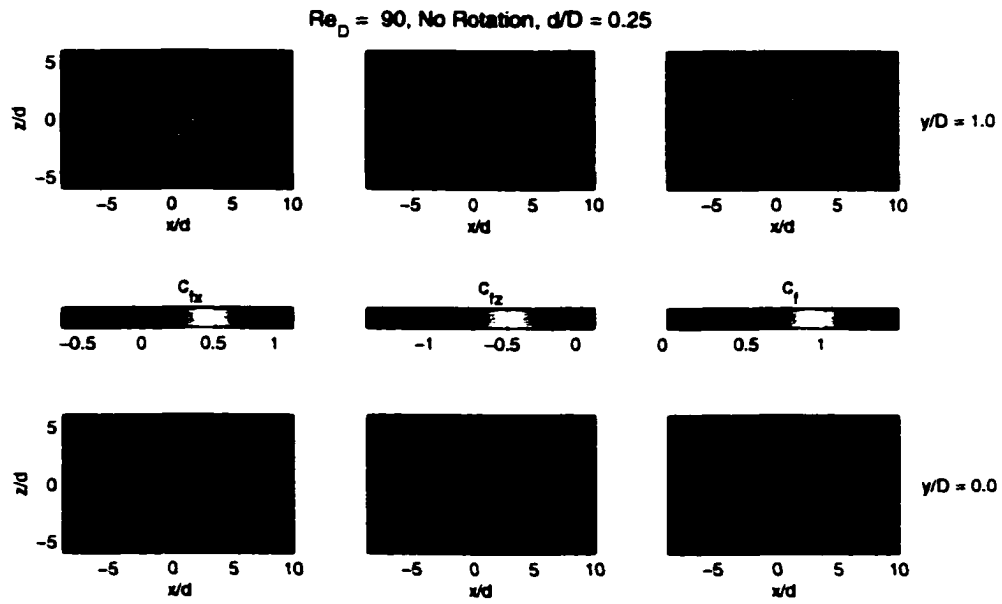 Re_D = 90, No Rotation, d/D = 0.25
5
0
−5
z/d
−5 0 5 10
x/d
−5 0 5 10
x/d
−5 0 5 10
x/d
y/D = 1.0
C_fx
−0.5 0 0.5 1
C_fz
−1 −0.5 0
C_f
0 0.5 1
5
0
−5
z/d
−5 0 5 10
x/d
−5 0 5 10
x/d
−5 0 5 10
x/d
y/D = 0.0